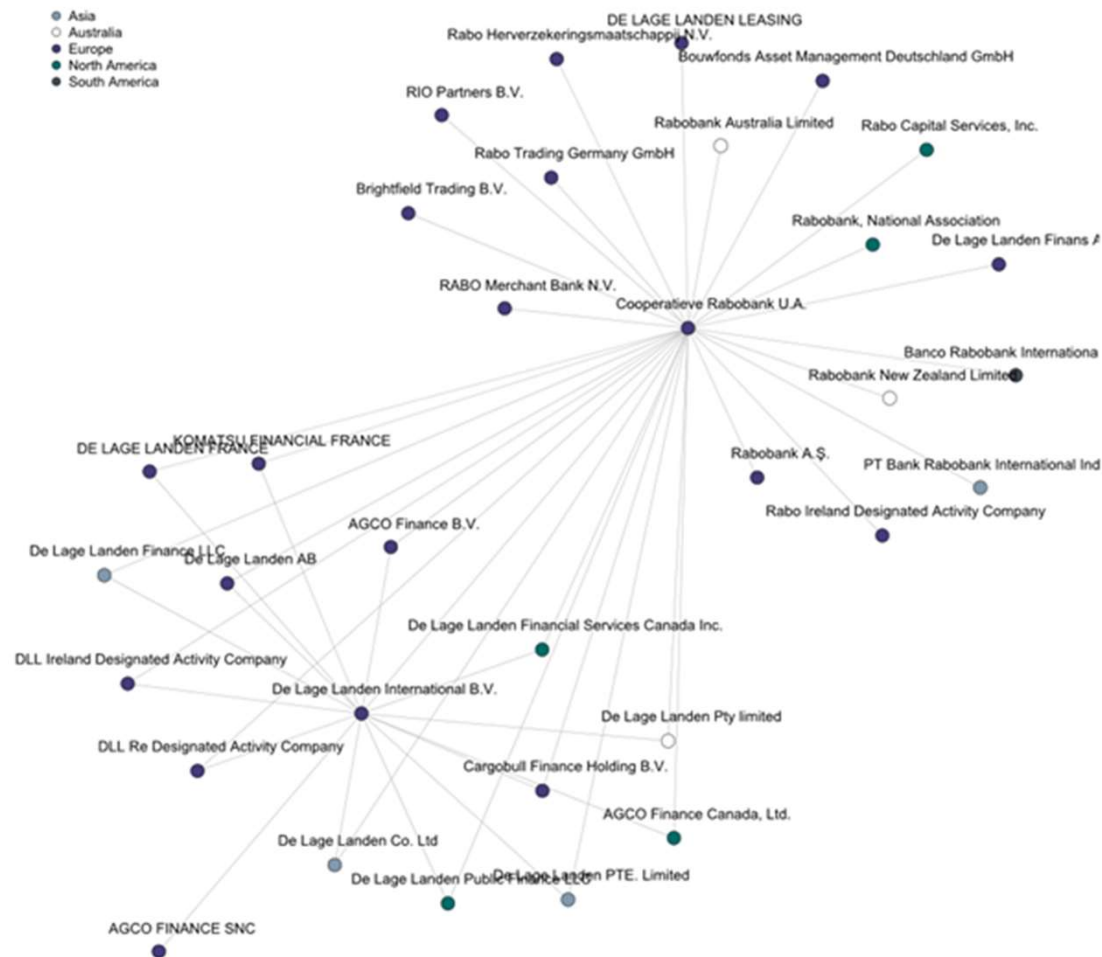 Asia
Australia
Europe
North America
South America
DE LAGE LANDEN LEASING
Rabo Herverzekeringsmaatschappij N.V.
Bouwfonds Asset Management Deutschland GmbH
RIO Partners B.V.
Rabobank Australia Limited
Rabo Capital Services, Inc.
Rabo Trading Germany GmbH
Brightfield Trading B.V.
Rabobank, National Association
De Lage Landen Finans A
RABO Merchant Bank N.V.
Cooperatieve Rabobank U.A.
Banco Rabobank Internationa
Rabobank New Zealand Limited
KOMATSU FINANCIAL FRANCE
DE LAGE LANDEN FRANCE
Rabobank A.Ş.
PT Bank Rabobank International Ind
Rabo Ireland Designated Activity Company
AGCO Finance B.V.
De Lage Landen Finance LLC
De Lage Landen AB
De Lage Landen Financial Services Canada Inc.
DLL Ireland Designated Activity Company
De Lage Landen International B.V.
De Lage Landen Pty limited
DLL Re Designated Activity Company
Cargobull Finance Holding B.V.
AGCO Finance Canada, Ltd.
De Lage Landen Co. Ltd
De Lage Landen Public Finance LLC
De Lage Landen PTE. Limited
AGCO FINANCE SNC